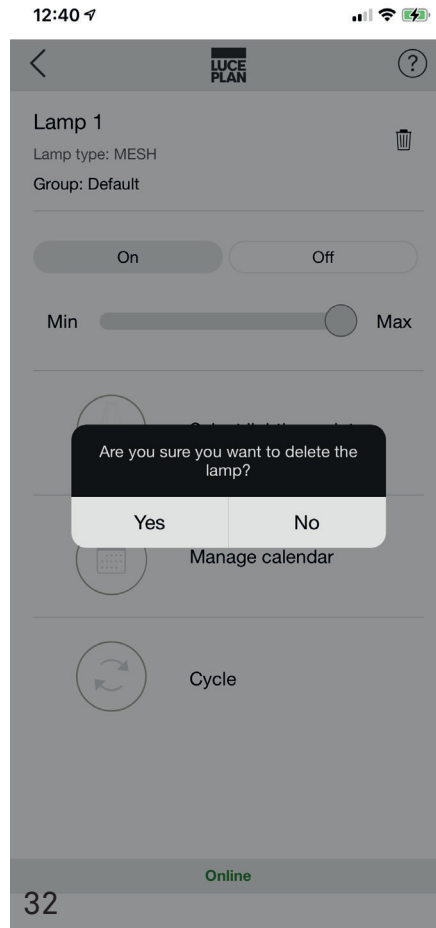 12:40
LUCE
PLAN
?
Lamp 1
Lamp type: MESH
Group: Default
On Off
Min Max
Are you sure you want to delete the
lamp?
Yes No
Manage calendar
Cycle
Online
32